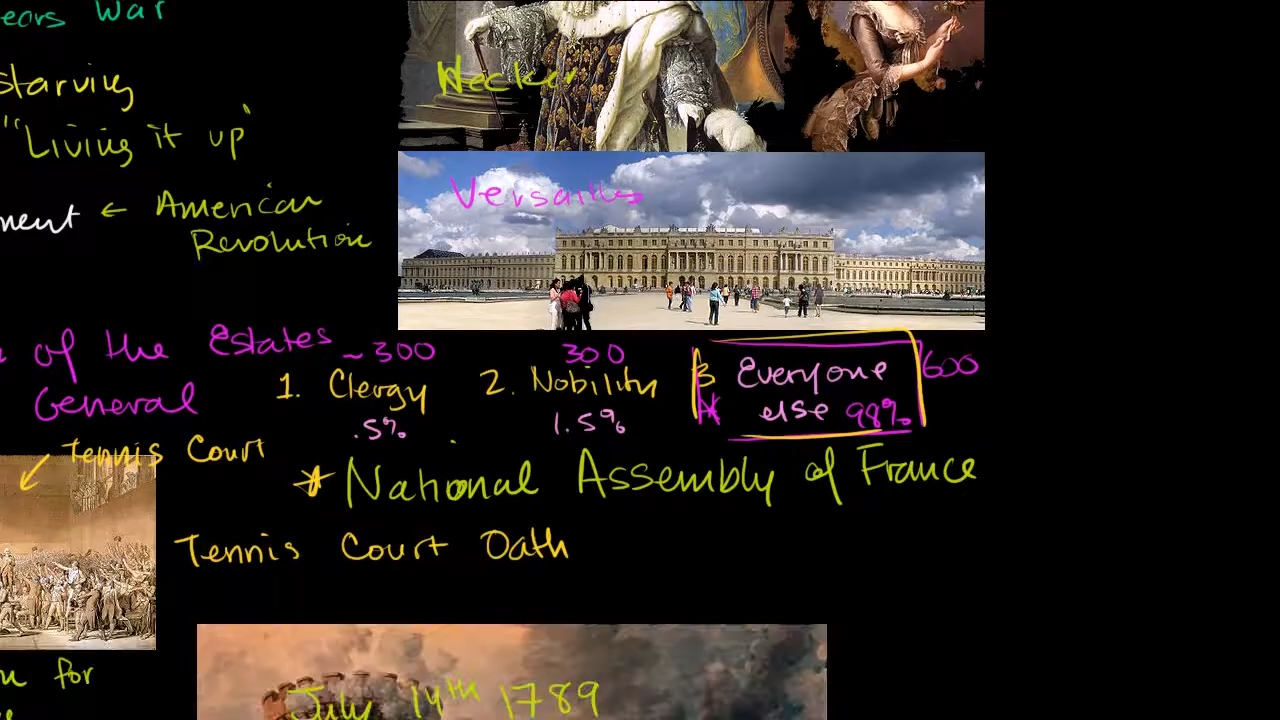 ears War
starving
"Living it up"
ment ← American
Revolution
Necker
Versailles
of the Estates
General
~300
1. Clergy
.5%
300
2. Nobility
1.5%
3 Everyone
else 98%
600
Tennis Court
* National Assembly of France
Tennis Court Oath
for
July 14th 1789